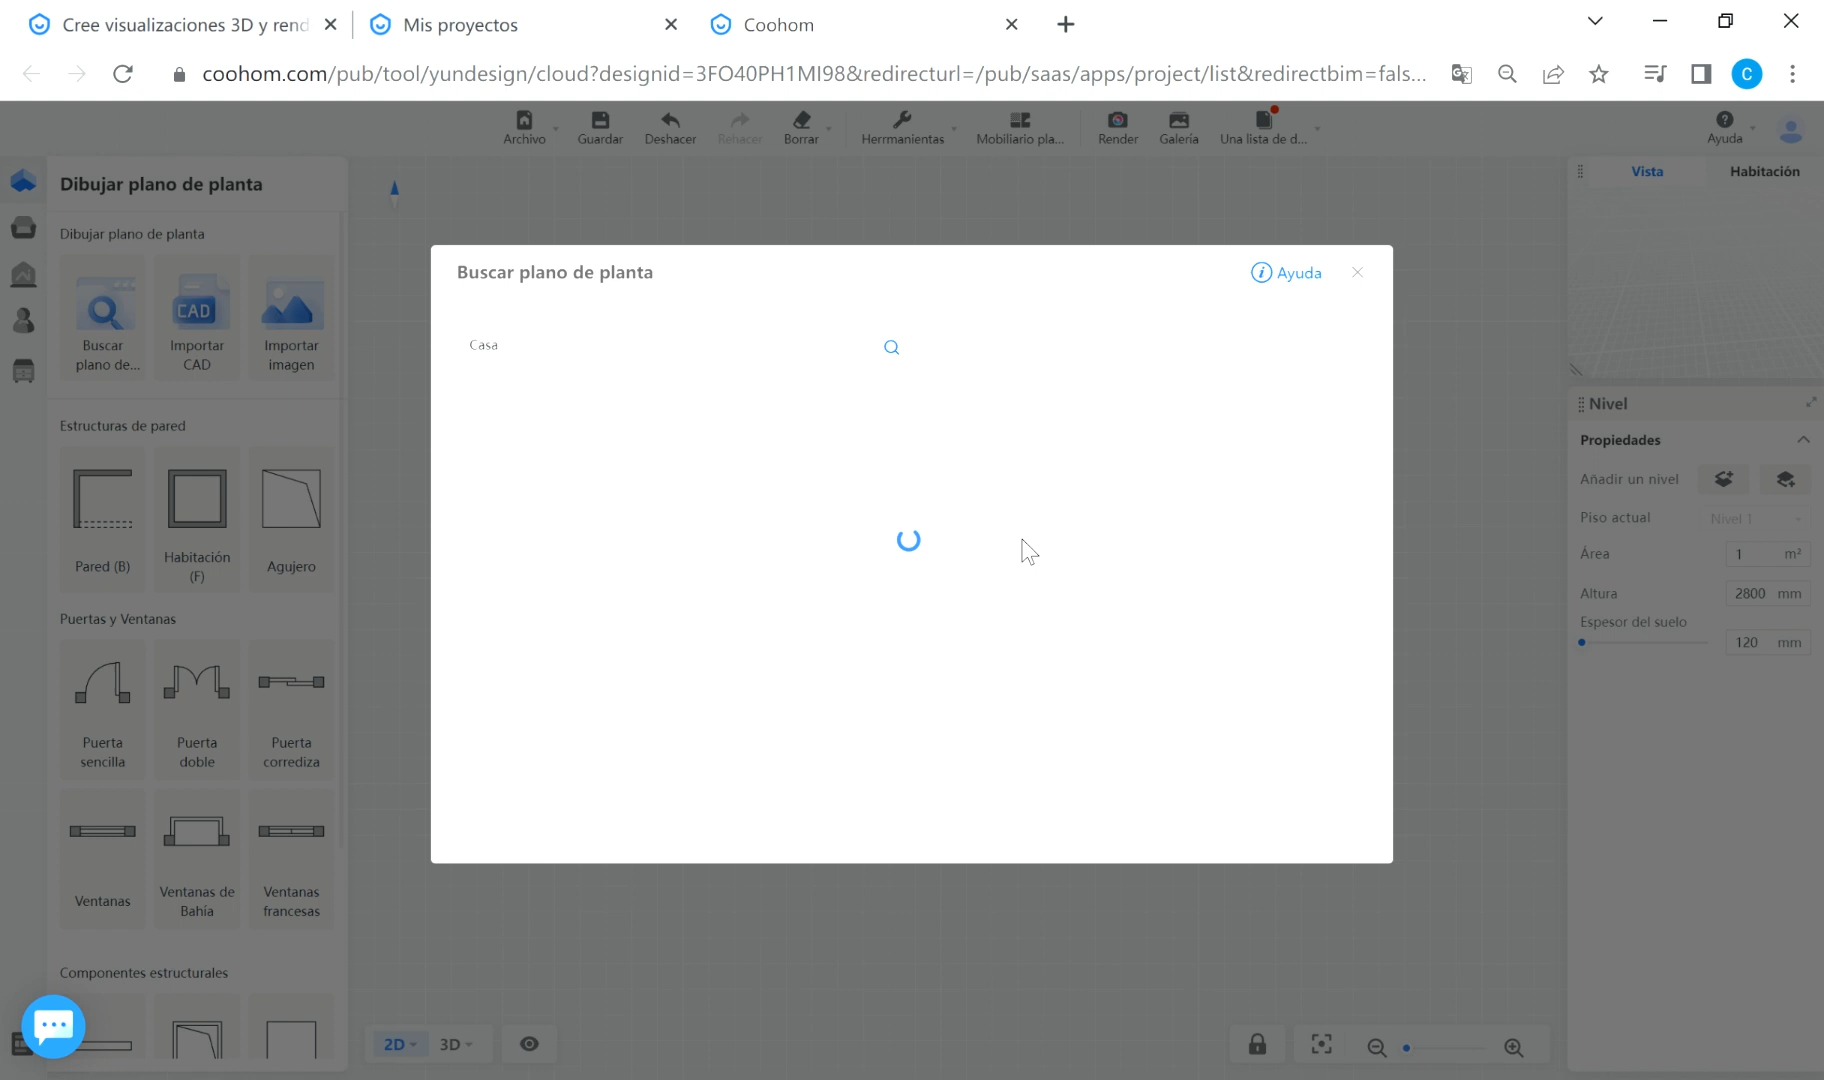 Cree visualizaciones 3D y rend
Mis proyectos
Coohom
coohom.com/pub/tool/yundesign/cloud?designid=3FO40PH1MI98&redirecturl=/pub/saas/apps/project/list&redirectbim=fals...
C
Archivo
Guardar
Deshacer
Rehacer
Borrar
Herrmanientas
Mobiliario pla...
Render
Galería
Una lista de d...
Ayuda
Dibujar plano de planta
Vista
Habitación
Dibujar plano de planta
Buscar plano de...
CAD
Importar CAD
Importar imagen
Buscar plano de planta
Ayuda
Casa
Estructuras de pared
Pared (B)
Habitación (F)
Agujero
Puertas y Ventanas
Puerta sencilla
Puerta doble
Puerta corrediza
Ventanas
Ventanas de Bahía
Ventanas francesas
Componentes estructurales
Nivel
Propiedades
Añadir un nivel
Piso actual
Nivel 1
Área
1 m²
Altura
2800 mm
Espesor del suelo
120 mm
2D
3D